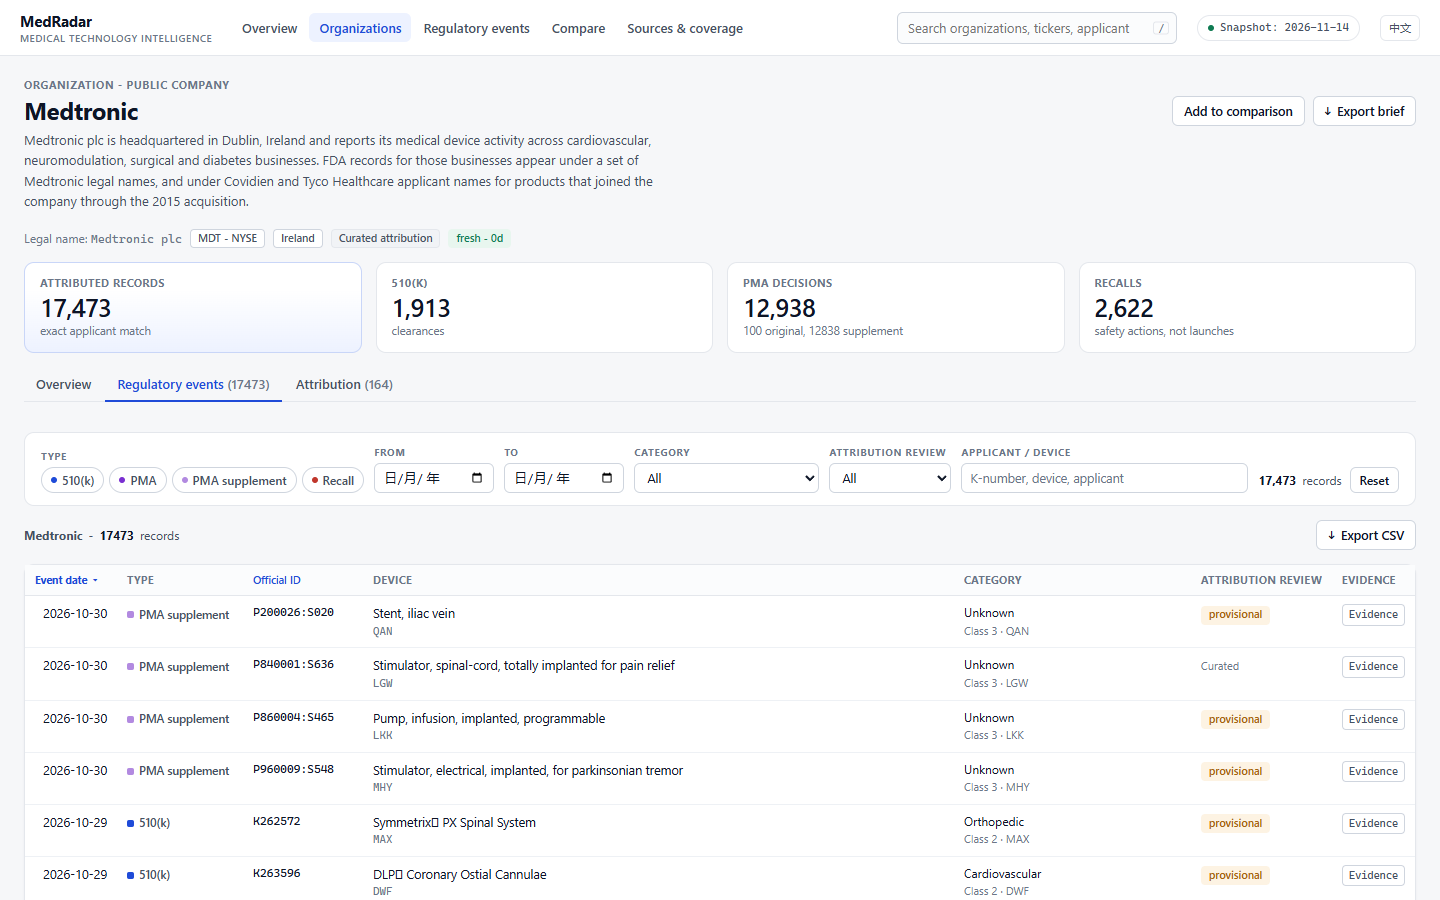 MedRadar
MEDICAL TECHNOLOGY INTELLIGENCE
Overview
Organizations
Regulatory events
Compare
Sources & coverage
Search organizations, tickers, applicant
/
Snapshot: 2026-11-14
中文
ORGANIZATION - PUBLIC COMPANY
Medtronic
Add to comparison
↓ Export brief
Medtronic plc is headquartered in Dublin, Ireland and reports its medical device activity across cardiovascular,
neuromodulation, surgical and diabetes businesses. FDA records for those businesses appear under a set of
Medtronic legal names, and under Covidien and Tyco Healthcare applicant names for products that joined the
company through the 2015 acquisition.
Legal name: Medtronic plc MDT - NYSE Ireland Curated attribution fresh - 0d
ATTRIBUTED RECORDS
17,473
exact applicant match
510(K)
1,913
clearances
PMA DECISIONS
12,938
100 original, 12838 supplement
RECALLS
2,622
safety actions, not launches
Overview
Regulatory events (17473)
Attribution (164)
TYPE
510(k) PMA PMA supplement Recall
FROM
日/月/年
TO
日/月/年
CATEGORY
All
ATTRIBUTION REVIEW
All
APPLICANT / DEVICE
K-number, device, applicant
17,473 records
Reset
Medtronic - 17473 records
↓ Export CSV
Event date TYPE Official ID DEVICE CATEGORY ATTRIBUTION REVIEW EVIDENCE
2026-10-30 PMA supplement P200026:S020 Stent, iliac vein Unknown provisional Evidence
QAN Class 3 · QAN
2026-10-30 PMA supplement P840001:S636 Stimulator, spinal-cord, totally implanted for pain relief Unknown Curated Evidence
LGW Class 3 · LGW
2026-10-30 PMA supplement P860004:S465 Pump, infusion, implanted, programmable Unknown provisional Evidence
LKK Class 3 · LKK
2026-10-30 PMA supplement P960009:S548 Stimulator, electrical, implanted, for parkinsonian tremor Unknown provisional Evidence
MHY Class 3 · MHY
2026-10-29 510(k) K262572 Symmetrix PX Spinal System Orthopedic provisional Evidence
MAX Class 2 · MAX
2026-10-29 510(k) K263596 DLP Coronary Ostial Cannulae Cardiovascular provisional Evidence
DWF Class 2 · DWF